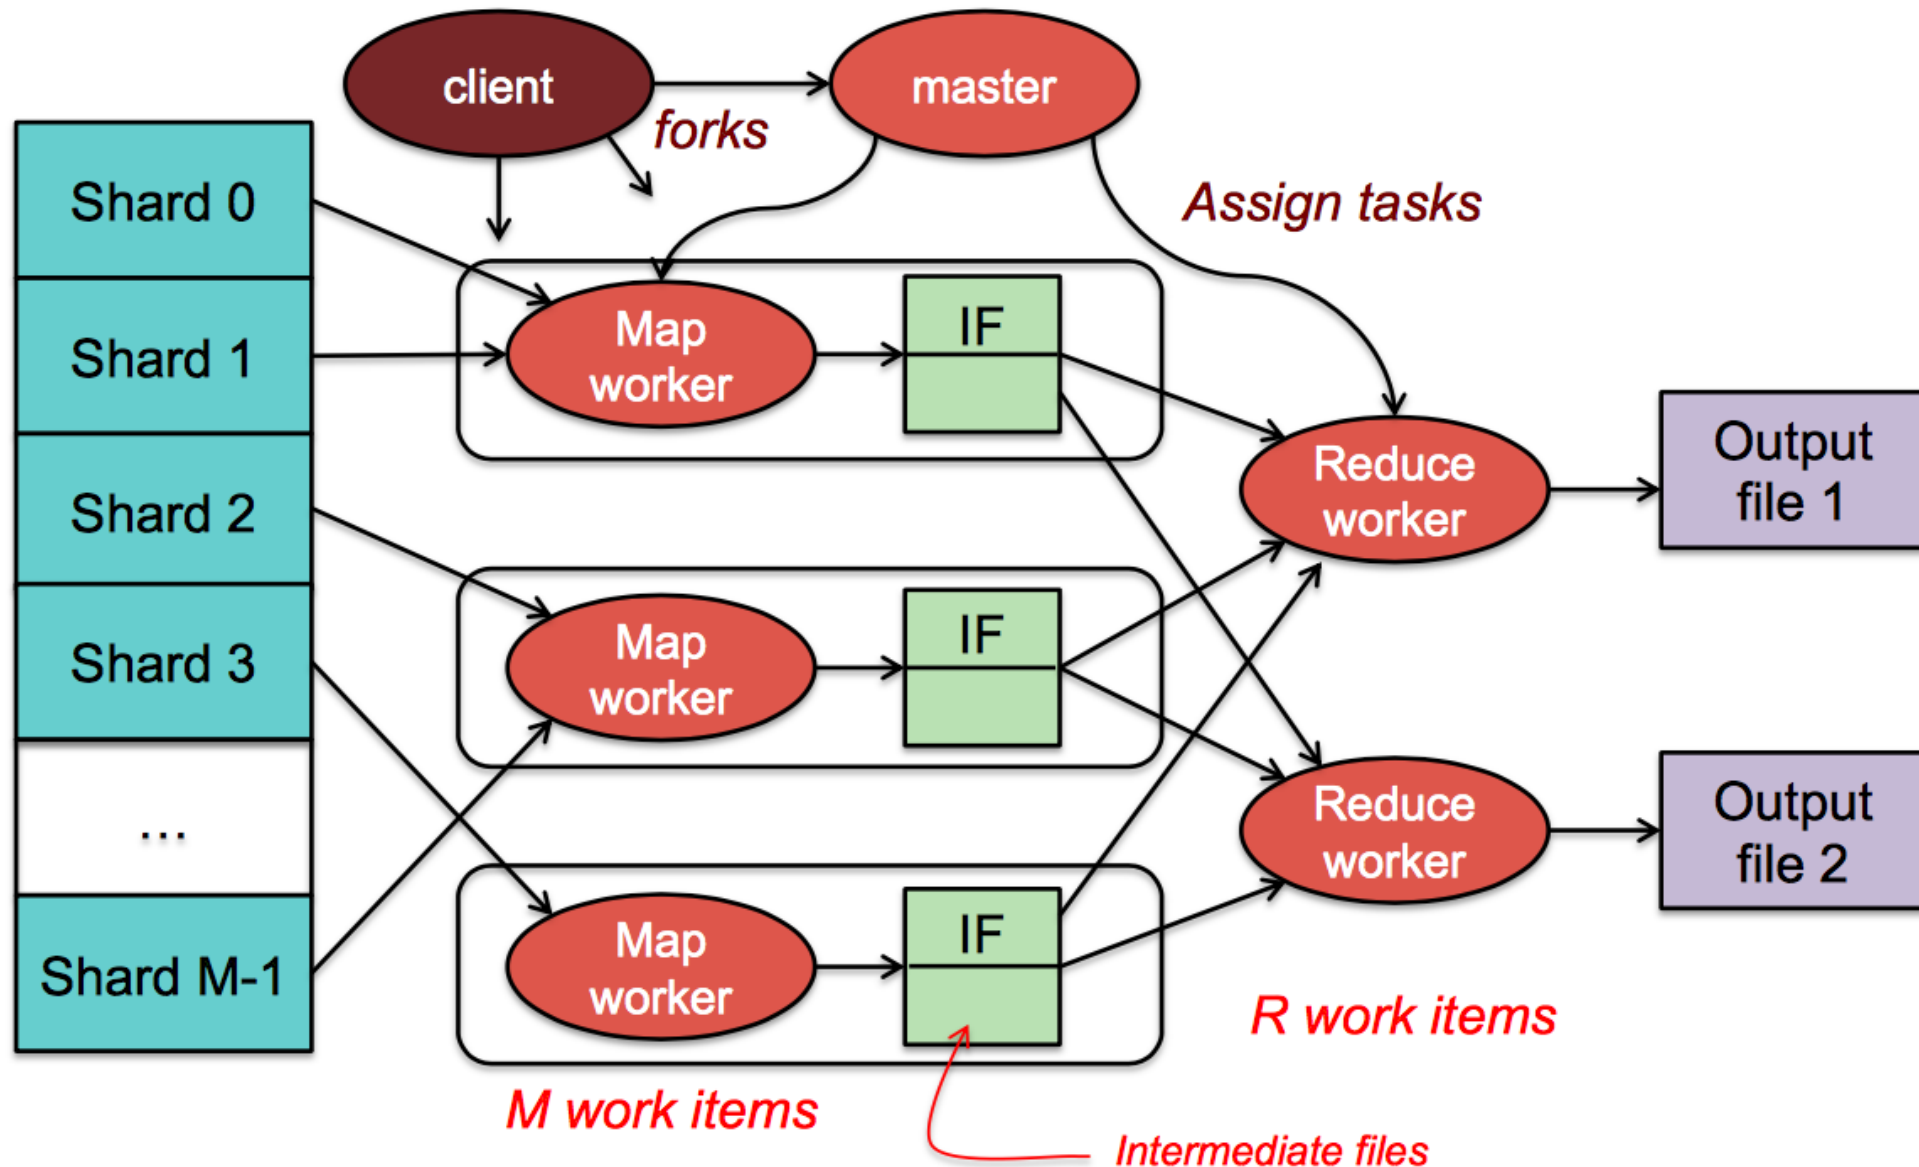 client
master
forks
Assign tasks
Shard 0
Shard 1
Shard 2
Shard 3
...
Shard M-1
Map
worker
IF
Map
worker
IF
Map
worker
IF
Reduce
worker
Reduce
worker
Output
file 1
Output
file 2
R work items
M work items
Intermediate files